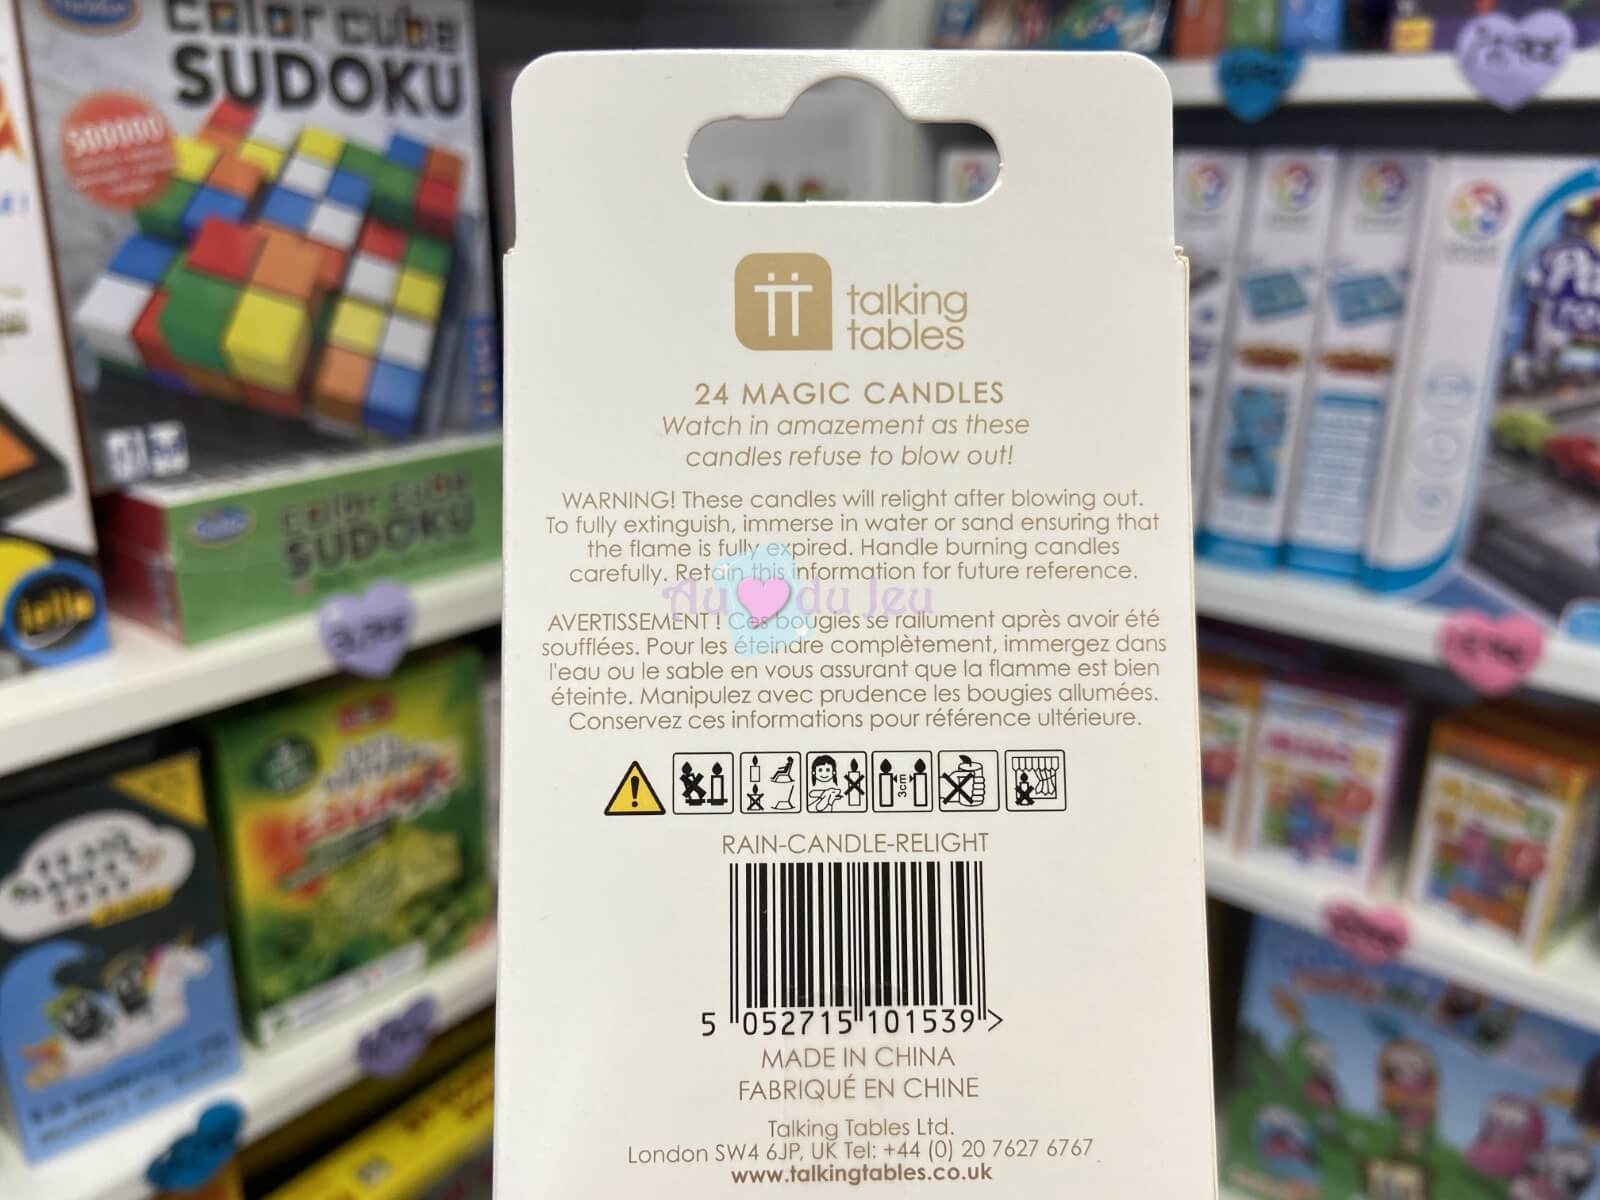 color cube
SUDOKU
color cube
SUDOKU
talking
tables
24 MAGIC CANDLES
Watch in amazement as these
candles refuse to blow out!
WARNING! These candles will relight after blowing out.
To fully extinguish, immerse in water or sand ensuring that
the flame is fully expired. Handle burning candles
carefully. Retain this information for future reference.
Au du Jeu
AVERTISSEMENT ! Ces bougies se rallument après avoir été
soufflées. Pour les éteindre complètement, immergez dans
l'eau ou le sable en vous assurant que la flamme est bien
éteinte. Manipulez avec prudence les bougies allumées.
Conservez ces informations pour référence ultérieure.
3cm
RAIN-CANDLE-RELIGHT
5 052715 101539 >
MADE IN CHINA
FABRIQUÉ EN CHINE
Talking Tables Ltd.
London SW4 6JP, UK Tel: +44 (0) 20 7627 6767
www.talkingtables.co.uk